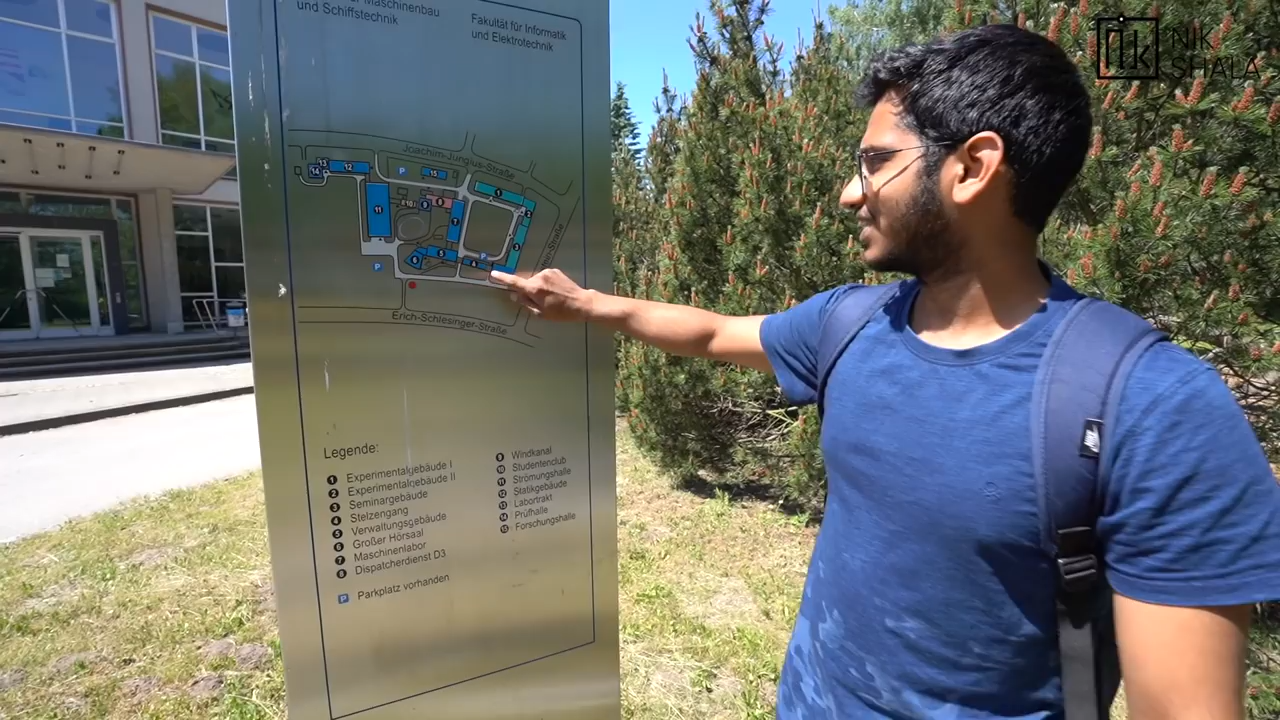 Maschinenbau
und Schiffstechnik
Fakultät für Informatik
und Elektrotechnik
Joachim-Jungius-Straße
Erich-Schlesinger-Straße
Legende:
1 Experimentalgebäude I
2 Experimentalgebäude II
3 Seminargebäude
4 Stelzengang
5 Verwaltungsgebäude
6 Großer Hörsaal
7 Maschinenlabor
8 Dispatcherdienst D3
P Parkplatz vorhanden
9 Windkanal
10 Studentenclub
11 Strömungshalle
12 Statikgebäude
13 Labortrakt
14 Prüfhalle
15 Forschungshalle
nk
NIK
SHALA